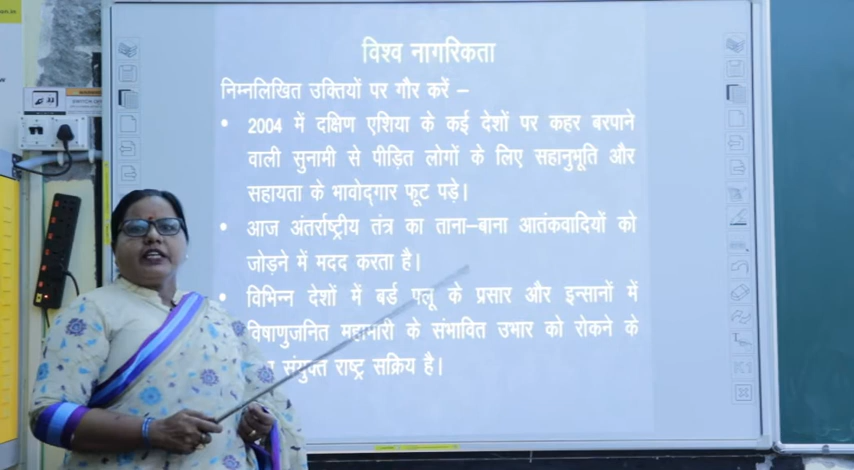 विश्व नागरिकता
निम्नलिखित उक्तियों पर गौर करें –
• 2004 में दक्षिण एशिया के कई देशों पर कहर बरपाने
वाली सुनामी से पीड़ित लोगों के लिए सहानुभूति और
सहायता के भावोद्गार फूट पड़े।
• आज अंतर्राष्ट्रीय तंत्र का ताना–बाना आतंकवादियों को
जोड़ने में मदद करता है।
• विभिन्न देशों में बर्ड फ्लू के प्रसार और इन्सानों में
विषाणुजनित महामारी के संभावित उभार को रोकने के
संयुक्त राष्ट्र सक्रिय है।